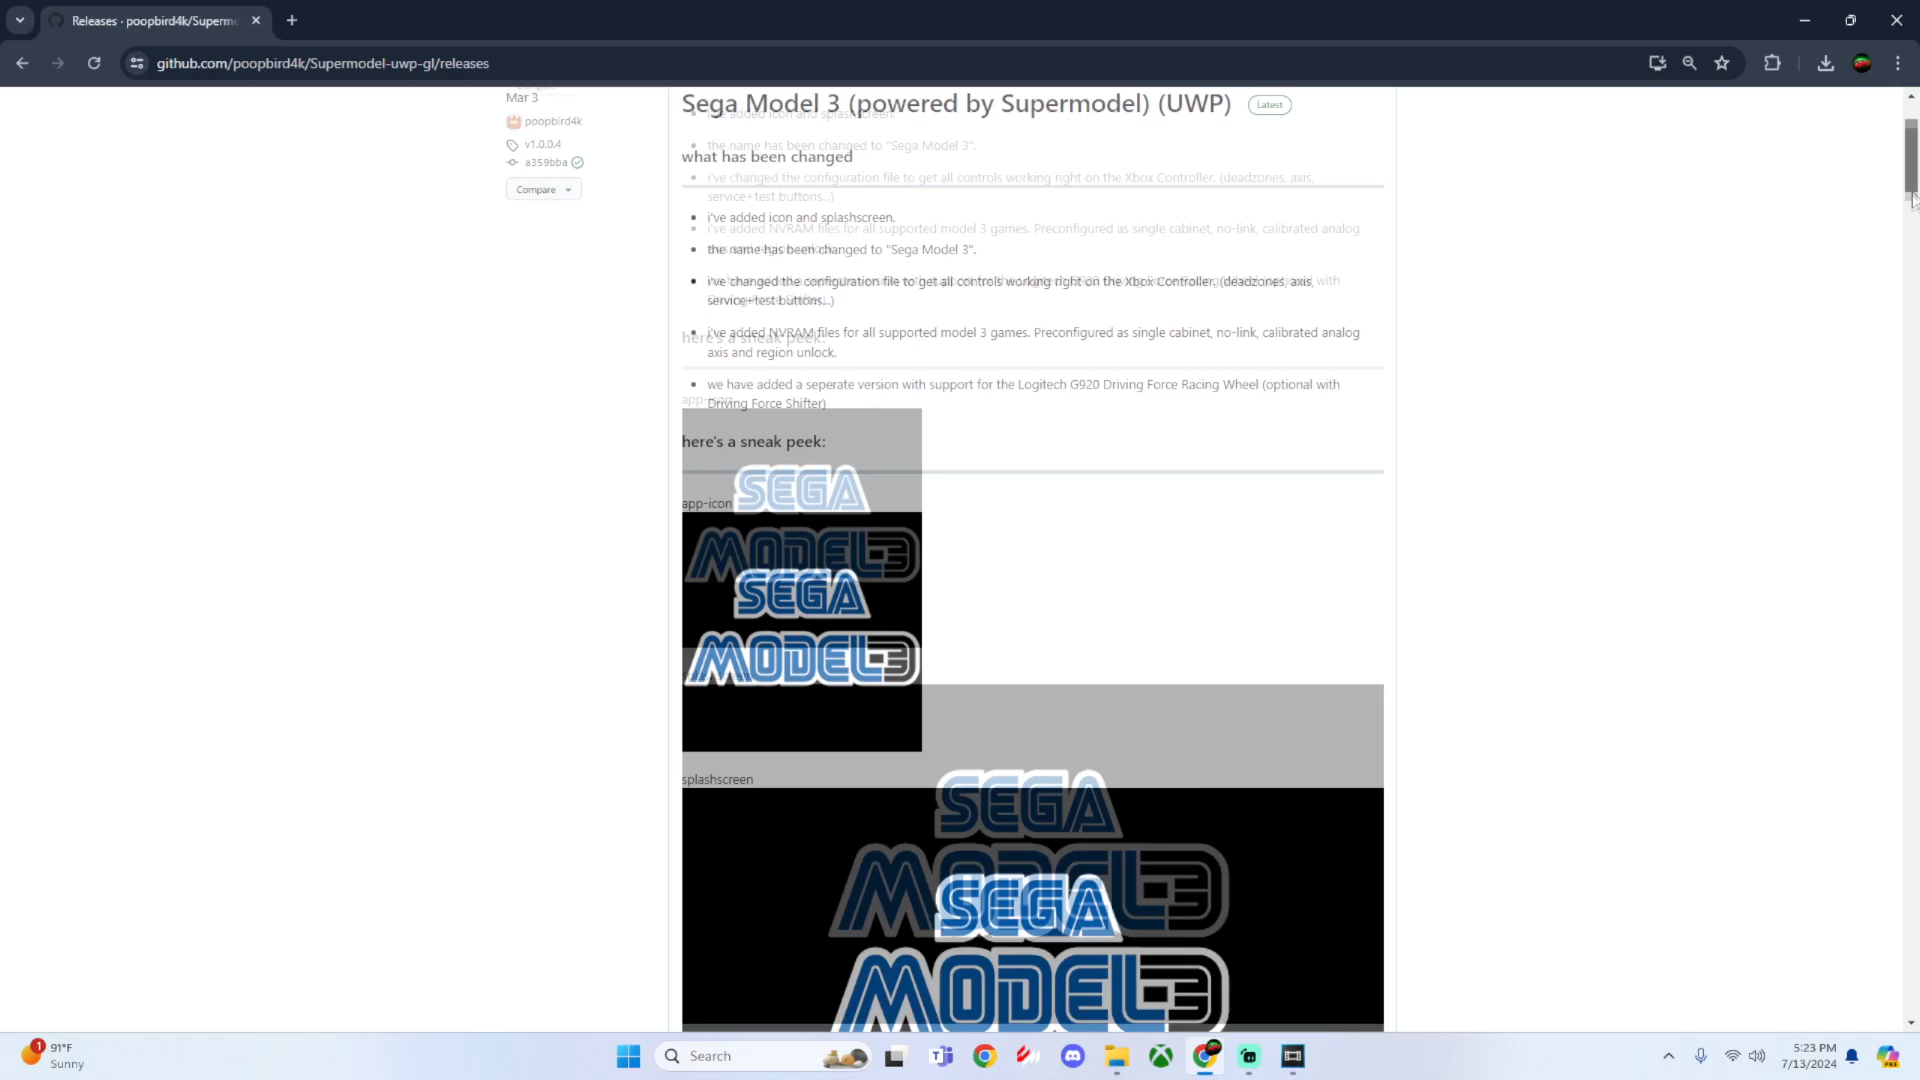 Releases · poopbird4k/Superm
github.com/poopbird4k/Supermodel-uwp-gl/releases
Mar 3
poopbird4k
v1.0.0.4
a359bba
Compare
Sega Model 3 (powered by Supermodel) (UWP) Latest
what has been changed
i've added icon and splashscreen.
the name has been changed to "Sega Model 3".
i've changed the configuration file to get all controls working right on the Xbox Controller. (deadzones, axis,
service+test buttons...)
i've added NVRAM files for all supported model 3 games. Preconfigured as single cabinet, no-link, calibrated analog
axis and region unlock.
we have added a seperate version with support for the Logitech G920 Driving Force Racing Wheel (optional with
Driving Force Shifter)
here's a sneak peek:
app-icon
SEGA
MODEL3
splashscreen
SEGA
MODEL3
1
91°F
Sunny
Search
5:23 PM
7/13/2024
PRE